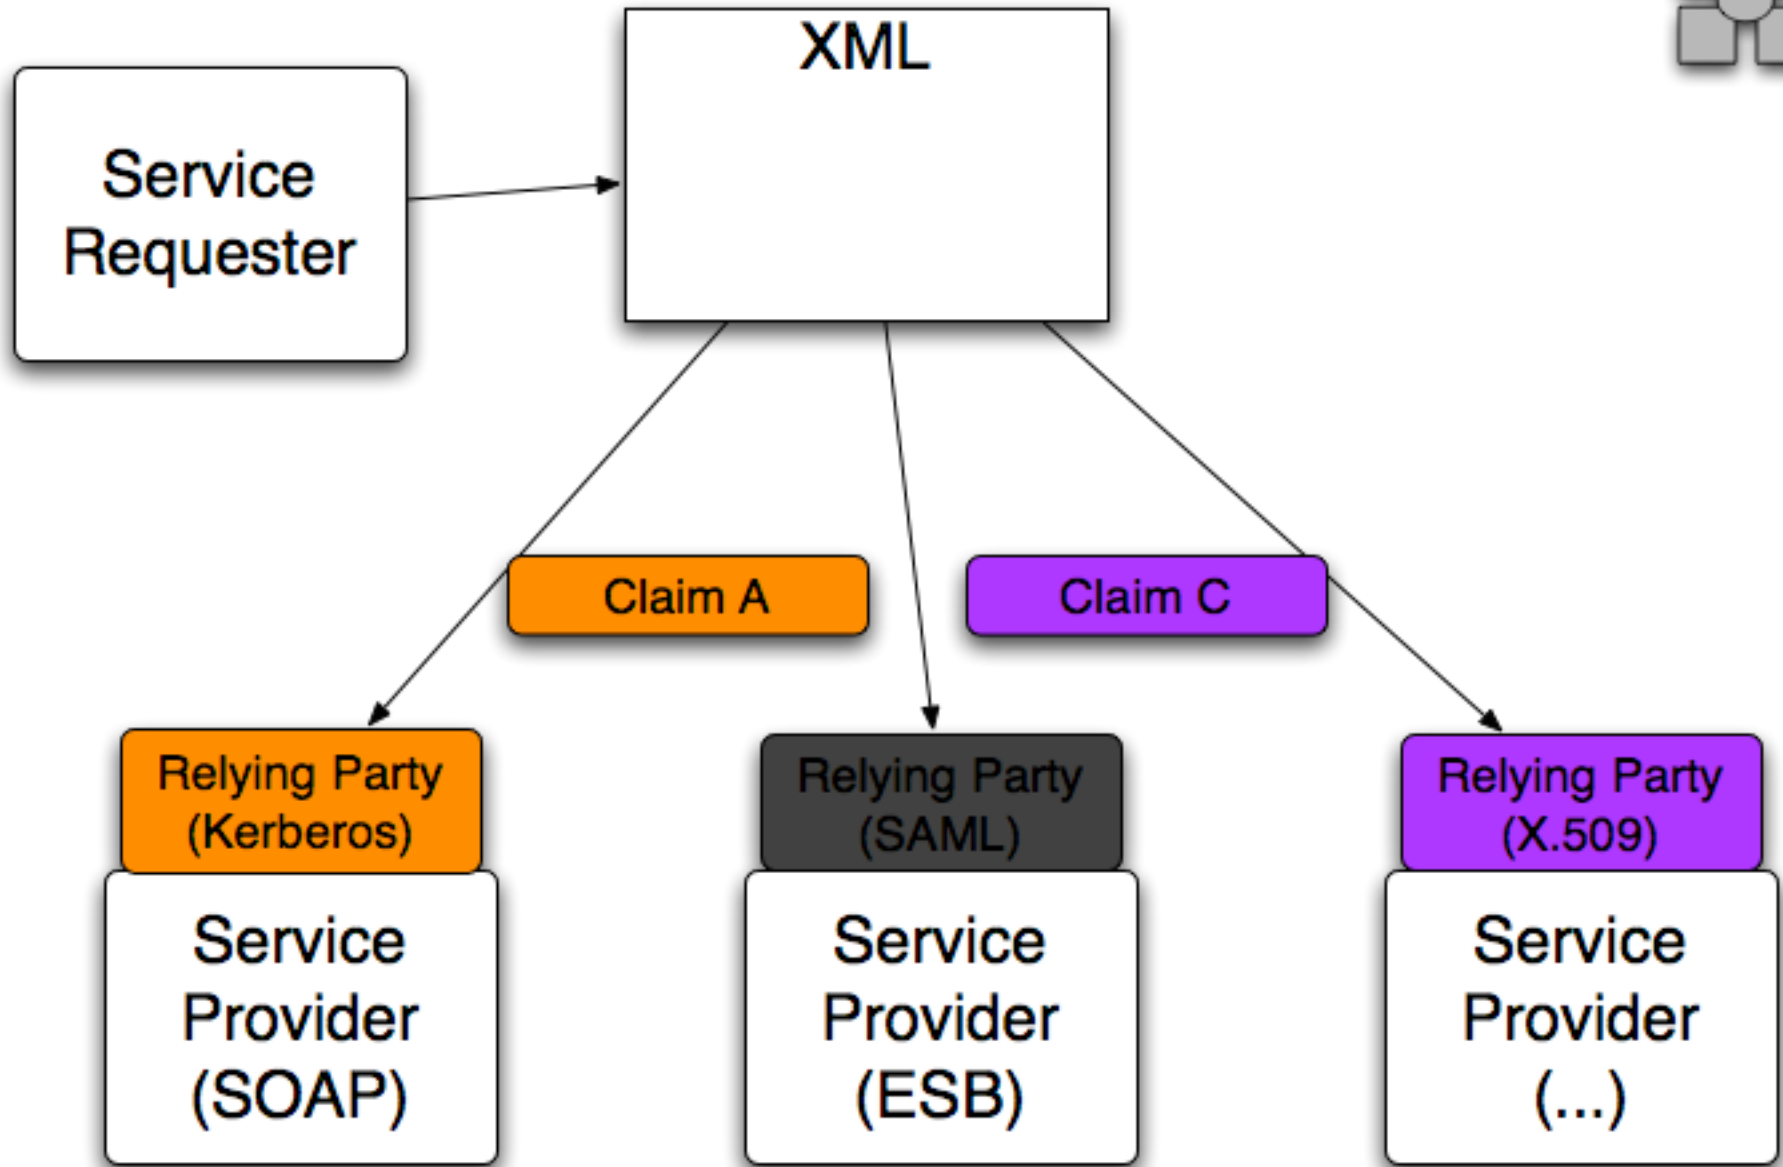 XML
Service
Requester
Claim A
Claim C
Relying Party
(Kerberos)
Relying Party
(SAML)
Relying Party
(X.509)
Service
Provider
(SOAP)
Service
Provider
(ESB)
Service
Provider
(...)